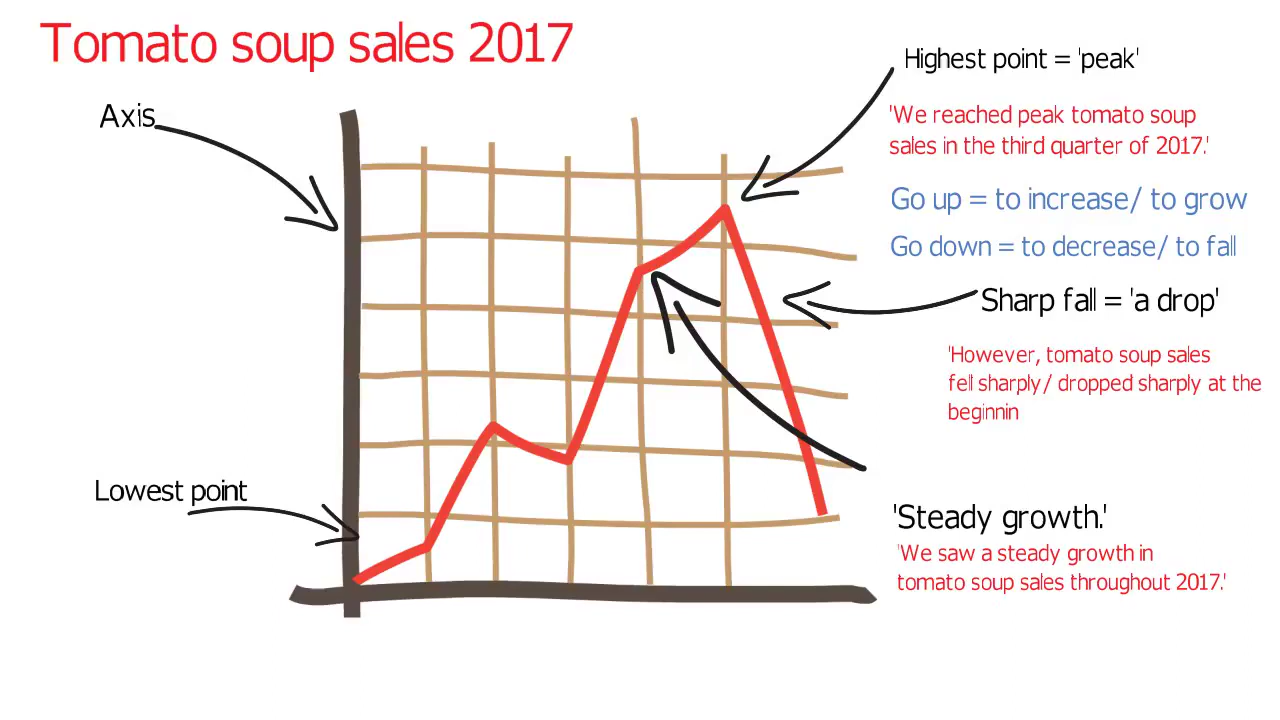 Tomato soup sales 2017
Axis
Lowest point
Highest point = 'peak'
'We reached peak tomato soup
sales in the third quarter of 2017.'
Go up = to increase/ to grow
Go down = to decrease/ to fall
Sharp fall = 'a drop'
'However, tomato soup sales
fell sharply/ dropped sharply at the
beginnin
'Steady growth.'
'We saw a steady growth in
tomato soup sales throughout 2017.'